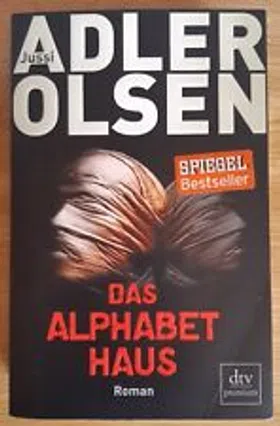 Jussi
ADLER
OLSEN
SPIEGEL
Bestseller
DAS
ALPHABET
HAUS
Roman
dtv
premium